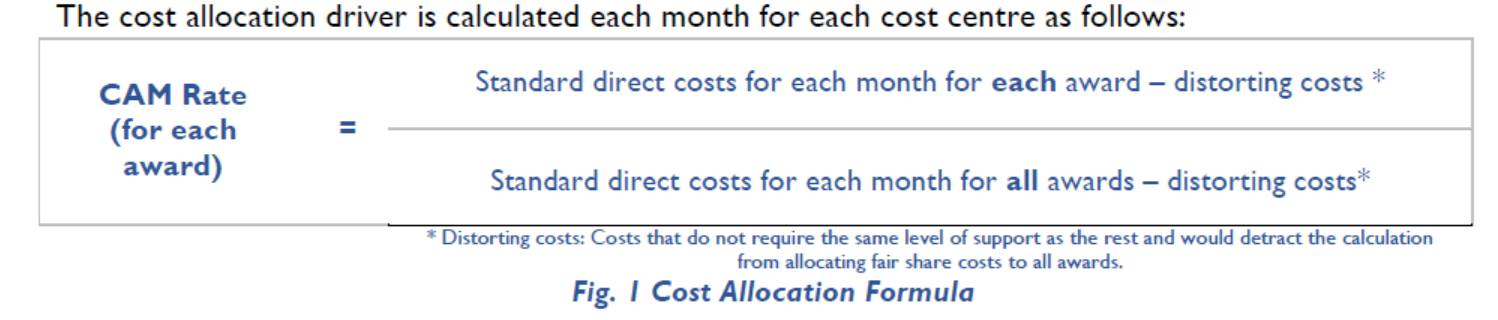 The cost allocation driver is calculated each month for each cost centre as follows:
CAM Rate
(for each
award)
=
Standard direct costs for each month for each award – distorting costs *
Standard direct costs for each month for all awards – distorting costs*
* Distorting costs: Costs that do not require the same level of support as the rest and would detract the calculation
from allocating fair share costs to all awards.
Fig. 1 Cost Allocation Formula